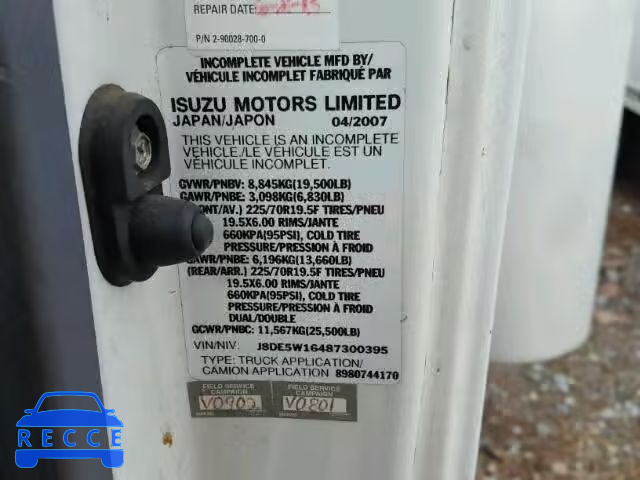 REPAIR DATE:
P/N 2-90028-700-0
INCOMPLETE VEHICLE MFD BY/
VÉHICULE INCOMPLET FABRIQUÉ PAR
ISUZU MOTORS LIMITED
JAPAN/JAPON 04/2007
THIS VEHICLE IS AN INCOMPLETE
VEHICLE./LE VÉHICULE EST UN
VÉHICULE INCOMPLET.
GVWR/PNBV: 8,845KG(19,500LB)
GAWR/PNBE: 3,098KG(6,830LB)
(FRONT/AV.) 225/70R19.5F TIRES/PNEU
19.5X6.00 RIMS/JANTE
660KPA(95PSI), COLD TIRE
PRESSURE/PRESSION À FROID
GAWR/PNBE: 6,196KG(13,660LB)
(REAR/ARR.) 225/70R19.5F TIRES/PNEU
19.5X6.00 RIMS/JANTE
660KPA(95PSI), COLD TIRE
PRESSURE/PRESSION À FROID
DUAL/DOUBLE
GCWR/PNBC: 11,567KG(25,500LB)
VIN/NIV: J8DE5W16487300395
TYPE: TRUCK APPLICATION/
CAMION APPLICATION 8980744170
FIELD SERVICE CAMPAIGN FIELD SERVICE CAMPAIGN
V0902 V0801
RECCE